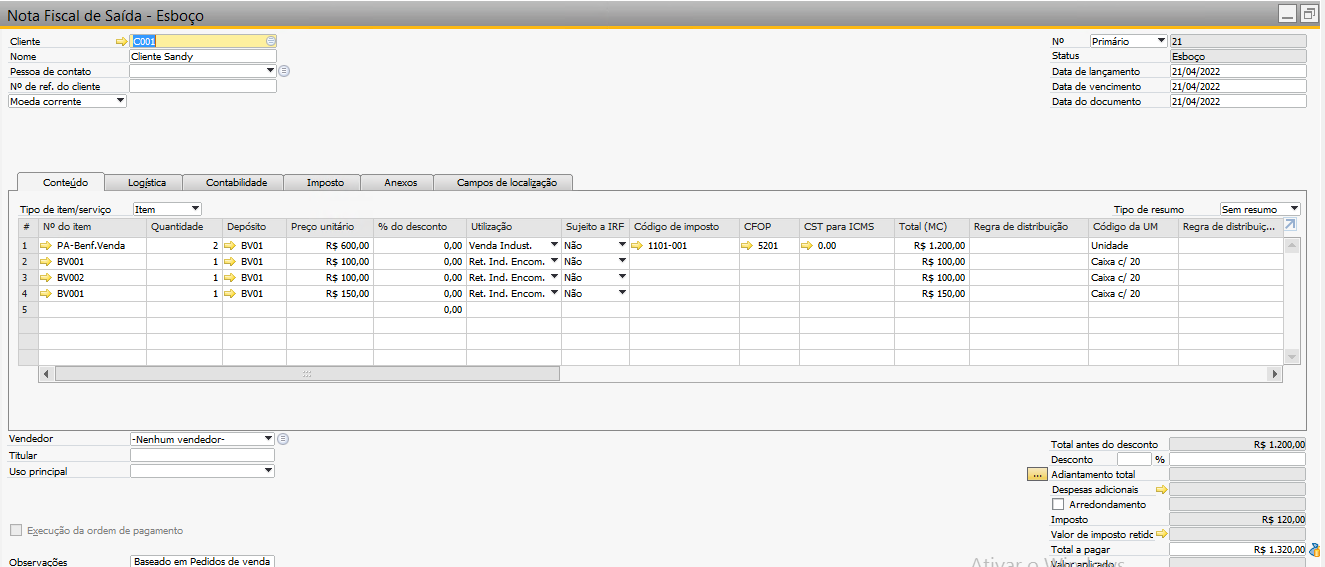 Nota Fiscal de Saída - Esboço
Cliente C001 Nº Primário 21
Nome Cliente Sandy Status Esboço
Pessoa de contato Data de lançamento 21/04/2022
Nº de ref. do cliente Data de vencimento 21/04/2022
Moeda corrente Data do documento 21/04/2022
Conteúdo Logística Contabilidade Imposto Anexos Campos de localização
Tipo de item/serviço Item Tipo de resumo Sem resumo
# Nº do item Quantidade Depósito Preço unitário % do desconto Utilização Sujeito a IRF Código de imposto CFOP CST para ICMS Total (MC) Regra de distribuição Código da UM Regra de distribuiç...
1 PA-Benf.Venda 2 BV01 R$ 600,00 0,00 Venda Indust. Não 1101-001 5201 0.00 R$ 1.200,00 Unidade
2 BV001 1 BV01 R$ 100,00 0,00 Ret. Ind. Encom. Não R$ 100,00 Caixa c/ 20
3 BV002 1 BV01 R$ 100,00 0,00 Ret. Ind. Encom. Não R$ 100,00 Caixa c/ 20
4 BV001 1 BV01 R$ 150,00 0,00 Ret. Ind. Encom. Não R$ 150,00 Caixa c/ 20
5 0,00
Vendedor -Nenhum vendedor- Total antes do desconto R$ 1.200,00
Titular Desconto %
Uso principal ... Adiantamento total
Despesas adicionais
Arredondamento
Execução da ordem de pagamento Imposto R$ 120,00
Valor de imposto retido
Total a pagar R$ 1.320,00
Observações Baseado em Pedidos de venda Valor aplicado
Ativar o Windows